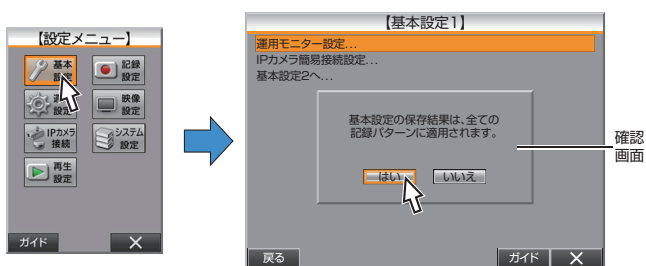 【設定メニュー】
基本
設定
記録
設定
設定
映像
設定
IPカメラ
接続
システム
設定
再生
設定
ガイド
【基本設定1】
運用モニター設定...
IPカメラ簡易接続設定...
基本設定2へ...
基本設定の保存結果は、全ての
記録パターンに適用されます。
はい
いいえ
戻る
ガイド
確認
画面